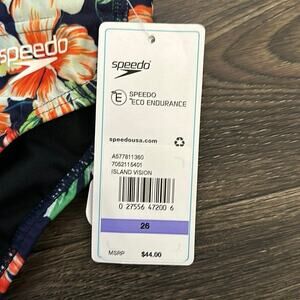 speedo
speedo
E SPEEDO
ECO ENDURANCE
speedousa.com
A577811360
7052115401
ISLAND VISION
0 27556 47200 6
26
MSRP $44.00